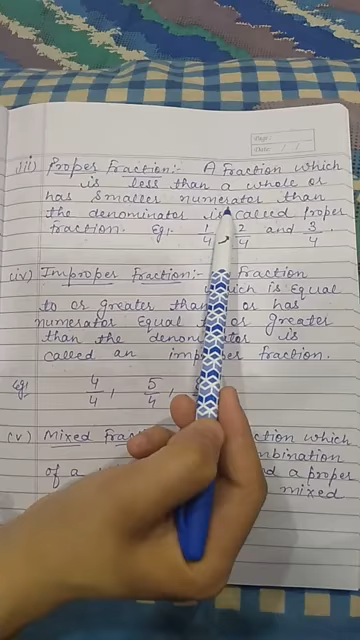 Page:
Date: / /
iii) Proper Fraction:- A fraction which
is less than a whole or
has smaller numerator than
the denominator is called proper
fraction. Eg: 1/4, 2/4 and 3/4.
iv) Improper Fraction:- Fraction
which is equal
to or greater than or has
numerator Equal or Greater
than the denominator is
called an improper fraction.
Eg: 4/4, 5/4,
(v) Mixed Frac ction which
mbination
of a d a proper
mixed